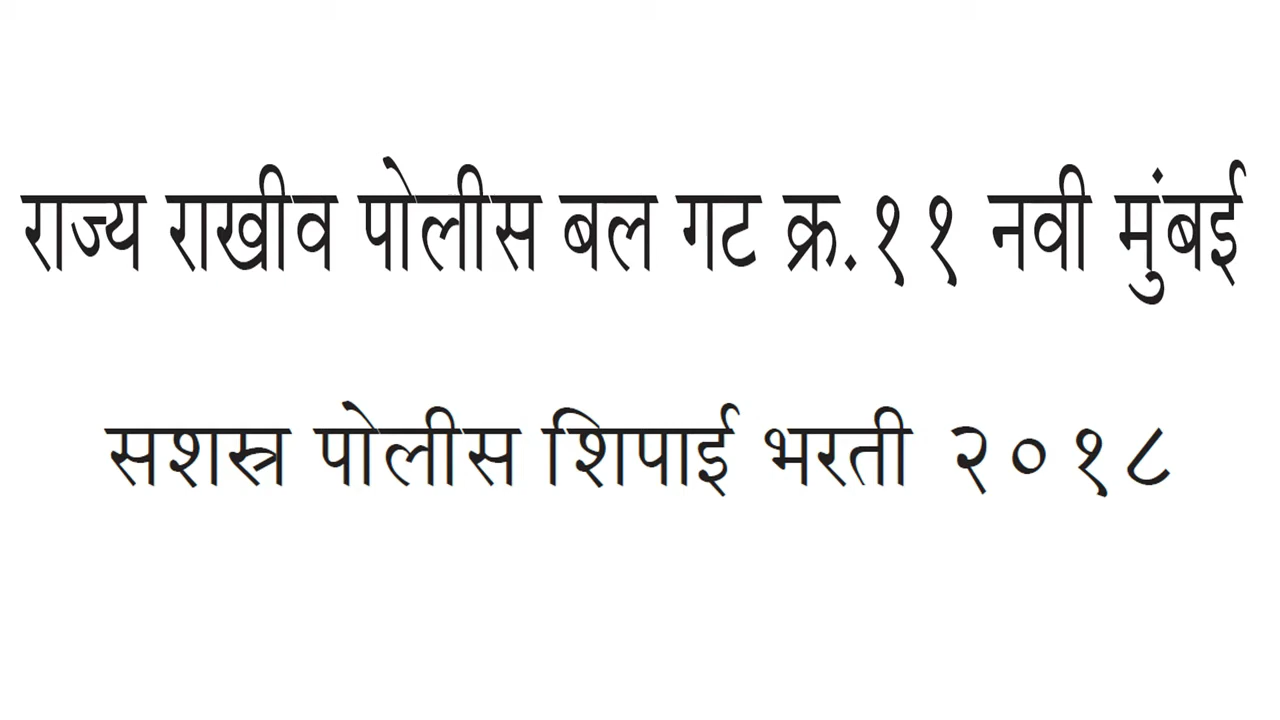 राज्य राखीव पोलीस बल गट क्र.११ नवी मुंबई
सशस्त्र पोलीस शिपाई भरती २०१८